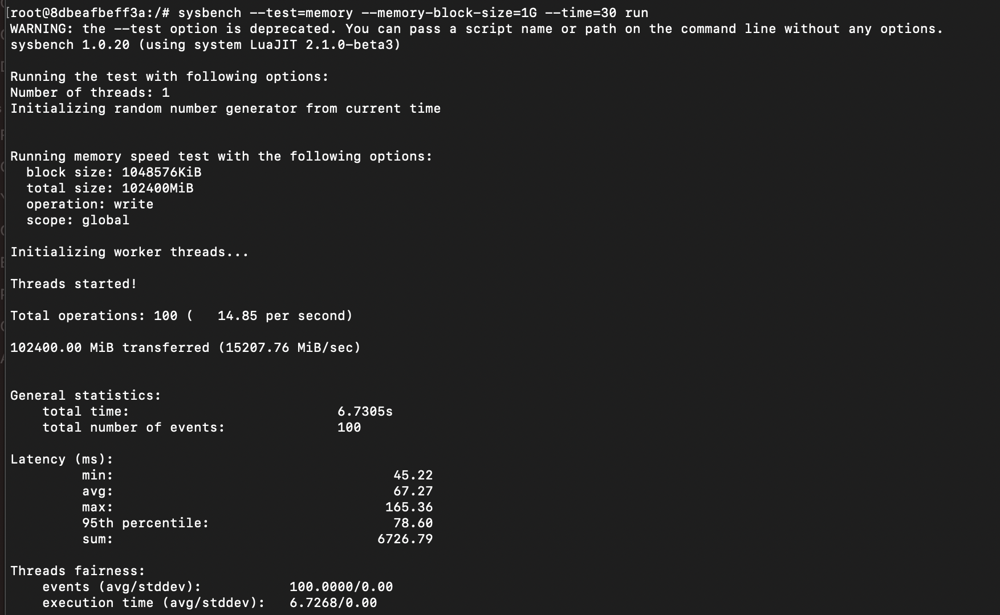 [root@8dbeafbeff3a:/# sysbench --test=memory --memory-block-size=1G --time=30 run
WARNING: the --test option is deprecated. You can pass a script name or path on the command line without any options.
sysbench 1.0.20 (using system LuaJIT 2.1.0-beta3)
Running the test with following options:
Number of threads: 1
Initializing random number generator from current time
Running memory speed test with the following options:
block size: 1048576KiB
total size: 102400MiB
operation: write
scope: global
Initializing worker threads...
Threads started!
Total operations: 100 (   14.85 per second)
102400.00 MiB transferred (15207.76 MiB/sec)
General statistics:
total time: 6.7305s
total number of events: 100
Latency (ms):
min: 45.22
avg: 67.27
max: 165.36
95th percentile: 78.60
sum: 6726.79
Threads fairness:
events (avg/stddev): 100.0000/0.00
execution time (avg/stddev): 6.7268/0.00